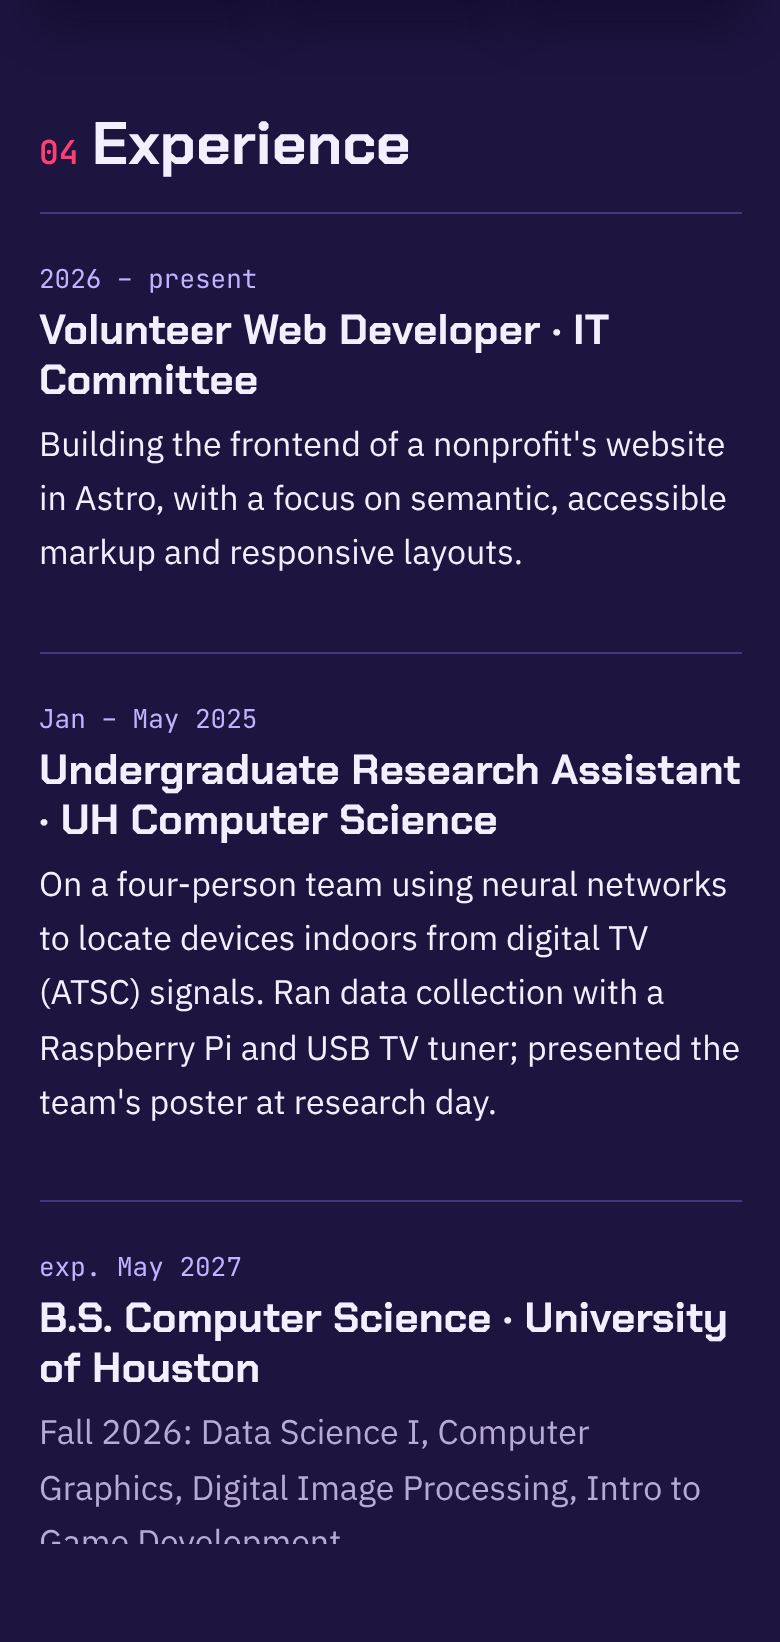 04 Experience
2026 – present
Volunteer Web Developer · IT
Committee
Building the frontend of a nonprofit's website
in Astro, with a focus on semantic, accessible
markup and responsive layouts.
Jan – May 2025
Undergraduate Research Assistant
· UH Computer Science
On a four-person team using neural networks
to locate devices indoors from digital TV
(ATSC) signals. Ran data collection with a
Raspberry Pi and USB TV tuner; presented the
team's poster at research day.
exp. May 2027
B.S. Computer Science · University
of Houston
Fall 2026: Data Science I, Computer
Graphics, Digital Image Processing, Intro to
Game Development